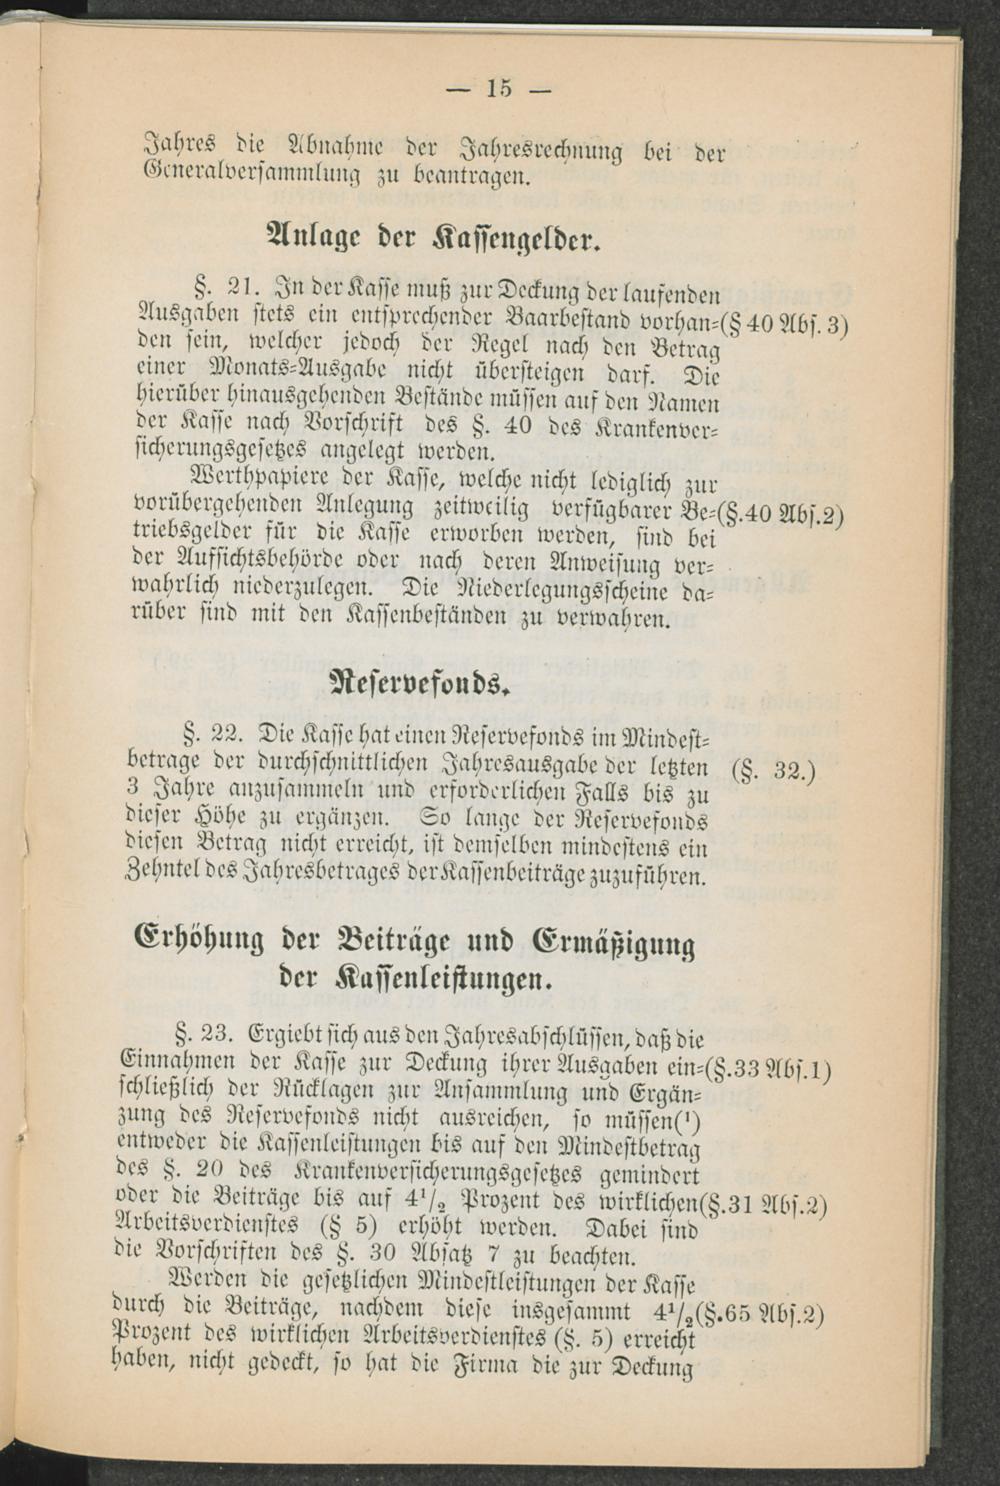 — 15 —
Jahres die Abnahme der Jahresrechnung bei der
Generalversammlung zu beantragen.
Anlage der Kassengelder.
§. 21. In der Kasse muß zur Deckung der laufenden
Ausgaben stets ein entsprechender Baarbestand vorhan-(§ 40 Abs. 3)
den sein, welcher jedoch der Regel nach den Betrag
einer Monats-Ausgabe nicht übersteigen darf. Die
hierüber hinausgehenden Bestände müssen auf den Namen
der Kasse nach Vorschrift des §. 40 des Krankenver-
sicherungsgesetzes angelegt werden.
Werthpapiere der Kasse, welche nicht lediglich zur
vorübergehenden Anlegung zeitweilig verfügbarer Be-(§.40 Abs.2)
triebsgelder für die Kasse erworben werden, sind bei
der Aufsichtsbehörde oder nach deren Anweisung ver-
wahrlich niederzulegen. Die Niederlegungsscheine da-
rüber sind mit den Kassenbeständen zu verwahren.
Reservefonds.
§. 22. Die Kasse hat einen Reservefonds im Mindest-
betrage der durchschnittlichen Jahresausgabe der letzten (§. 32.)
3 Jahre anzusammeln und erforderlichen Falls bis zu
dieser Höhe zu ergänzen. So lange der Reservefonds
diesen Betrag nicht erreicht, ist demselben mindestens ein
Zehntel des Jahresbetrages der Kassenbeiträge zuzuführen.
Erhöhung der Beiträge und Ermäßigung
der Kassenleistungen.
§. 23. Ergiebt sich aus den Jahresabschlüssen, daß die
Einnahmen der Kasse zur Deckung ihrer Ausgaben ein-(§.33 Abs.1)
schließlich der Rücklagen zur Ansammlung und Ergän-
zung des Reservefonds nicht ausreichen, so müssen(¹)
entweder die Kassenleistungen bis auf den Mindestbetrag
des §. 20 des Krankenversicherungsgesetzes gemindert
oder die Beiträge bis auf 4¹/₂ Prozent des wirklichen(§.31 Abs.2)
Arbeitsverdienstes (§ 5) erhöht werden. Dabei sind
die Vorschriften des §. 30 Absatz 7 zu beachten.
Werden die gesetzlichen Mindestleistungen der Kasse
durch die Beiträge, nachdem diese insgesammt 4¹/₂(§.65 Abs.2)
Prozent des wirklichen Arbeitsverdienstes (§. 5) erreicht
haben, nicht gedeckt, so hat die Firma die zur Deckung